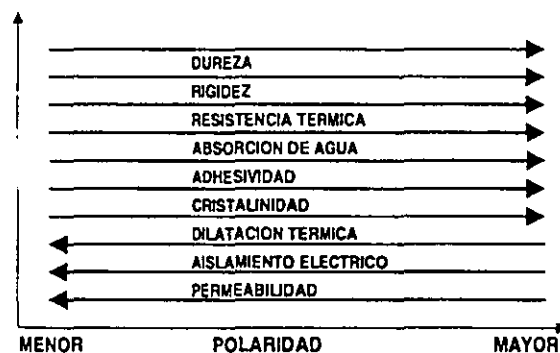 DUREZA
RIGIDEZ
RESISTENCIA TERMICA
ABSORCION DE AGUA
ADHESIVIDAD
CRISTALINIDAD
DILATACION TERMICA
AISLAMIENTO ELECTRICO
PERMEABILIDAD
MENOR POLARIDAD MAYOR